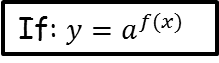 If: y = a^{f(x)}